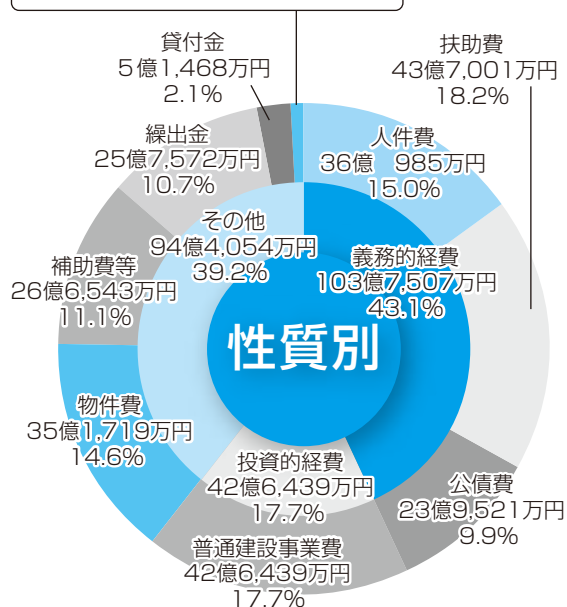 貸付金
5億1,468万円
2.1%
扶助費
43億7,001万円
18.2%
繰出金
25億7,572万円
10.7%
人件費
36億　985万円
15.0%
その他
94億4,054万円
39.2%
義務的経費
103億7,507万円
43.1%
補助費等
26億6,543万円
11.1%
性質別
物件費
35億1,719万円
14.6%
投資的経費
42億6,439万円
17.7%
公債費
23億9,521万円
9.9%
普通建設事業費
42億6,439万円
17.7%